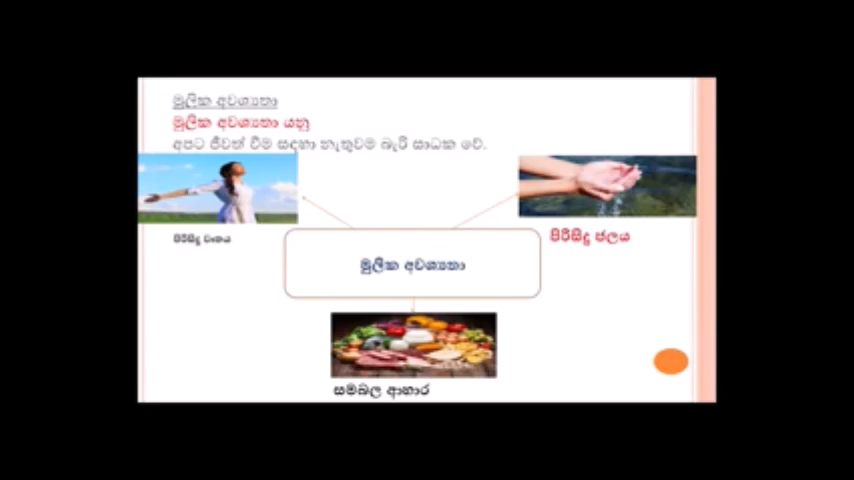 මූලික අවශ්‍යතා
මූලික අවශ්‍යතා යනු
අපට ජීවත් වීම සඳහා නැතුවම බැරි සාධක වේ.
පිරිසිදු වාතය
පිරිසිදු ජලය
මූලික අවශ්‍යතා
සමබල ආහාර